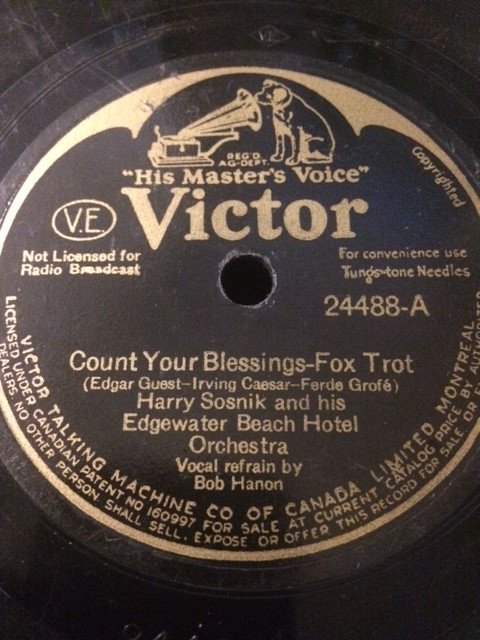 REG'D.
AG-DEPT.
"His Master's Voice"
Copyrighted
Victor
V.E.
Not Licensed for
Radio Broadcast
For convenience use
Tungs-tone Needles
24488-A
Count Your Blessings-Fox Trot
(Edgar Guest-Irving Caesar-Ferde Grofé)
Harry Sosnik and his
Edgewater Beach Hotel
Orchestra
Vocal refrain by
Bob Hanon
VICTOR TALKING MACHINE CO OF CANADA, LIMITED, MONTREAL
LICENSED UNDER CANADIAN PATENT NO 160997 FOR SALE AT CURRENT CATALOG PRICE BY AUTHORIZED
DEALERS. NO OTHER PERSON SHALL SELL, EXPOSE OR OFFER THIS RECORD FOR SALE OR